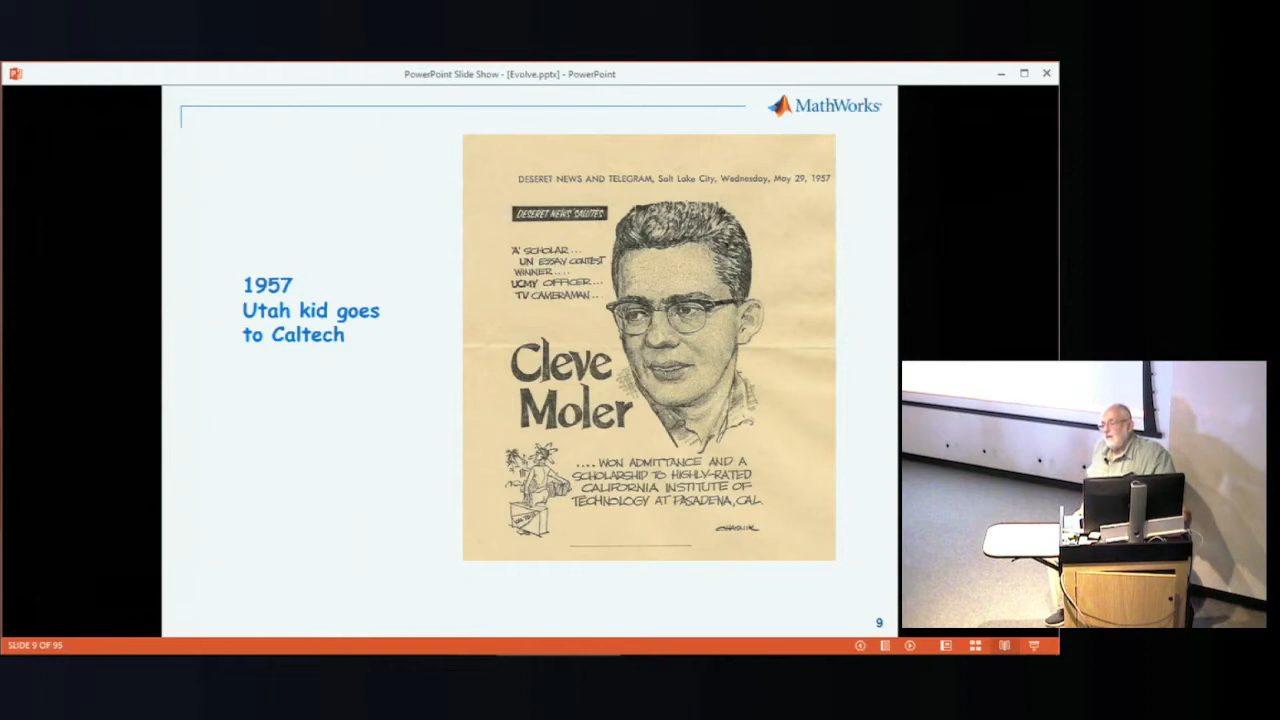 PowerPoint Slide Show - [Evolve.pptx] - PowerPoint
MathWorks
1957
Utah kid goes
to Caltech
DESERET NEWS AND TELEGRAM, Salt Lake City, Wednesday, May 29, 1957
DESERET NEWS SALUTES
'A' SCHOLAR...
UN ESSAY CONTEST
WINNER....
UCMY OFFICER...
TV CAMERAMAN...
Cleve
Moler
....WON ADMITTANCE AND A
SCHOLARSHIP TO HIGHLY-RATED
CALIFORNIA INSTITUTE OF
TECHNOLOGY AT PASADENA, CAL.
9
SLIDE 9 OF 95